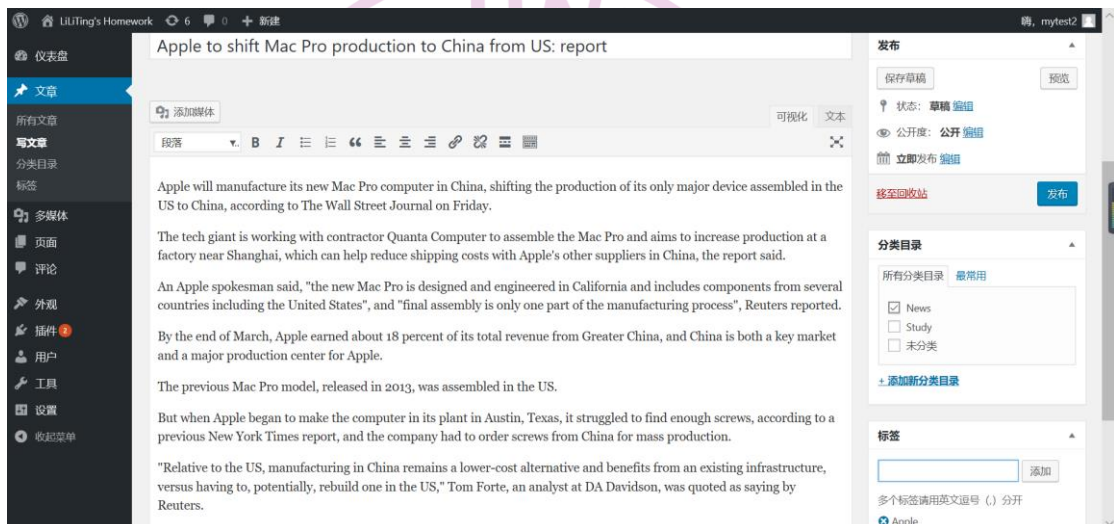 LiLiTing's Homework 6 0 + 新建 嗨，mytest2
仪表盘
文章
所有文章
写文章
分类目录
标签
多媒体
页面
评论
外观
插件 2
用户
工具
设置
收起菜单
Apple to shift Mac Pro production to China from US: report
添加媒体
可视化 文本
段落 B I
Apple will manufacture its new Mac Pro computer in China, shifting the production of its only major device assembled in the
US to China, according to The Wall Street Journal on Friday.
The tech giant is working with contractor Quanta Computer to assemble the Mac Pro and aims to increase production at a
factory near Shanghai, which can help reduce shipping costs with Apple's other suppliers in China, the report said.
An Apple spokesman said, "the new Mac Pro is designed and engineered in California and includes components from several
countries including the United States", and "final assembly is only one part of the manufacturing process", Reuters reported.
By the end of March, Apple earned about 18 percent of its total revenue from Greater China, and China is both a key market
and a major production center for Apple.
The previous Mac Pro model, released in 2013, was assembled in the US.
But when Apple began to make the computer in its plant in Austin, Texas, it struggled to find enough screws, according to a
previous New York Times report, and the company had to order screws from China for mass production.
"Relative to the US, manufacturing in China remains a lower-cost alternative and benefits from an existing infrastructure,
versus having to, potentially, rebuild one in the US," Tom Forte, an analyst at DA Davidson, was quoted as saying by
Reuters.
发布
保存草稿 预览
状态：草稿 编辑
公开度：公开 编辑
立即发布 编辑
移至回收站 发布
分类目录
所有分类目录 最常用
News
Study
未分类
+ 添加新分类目录
标签
添加
多个标签请用英文逗号（,）分开
Apple